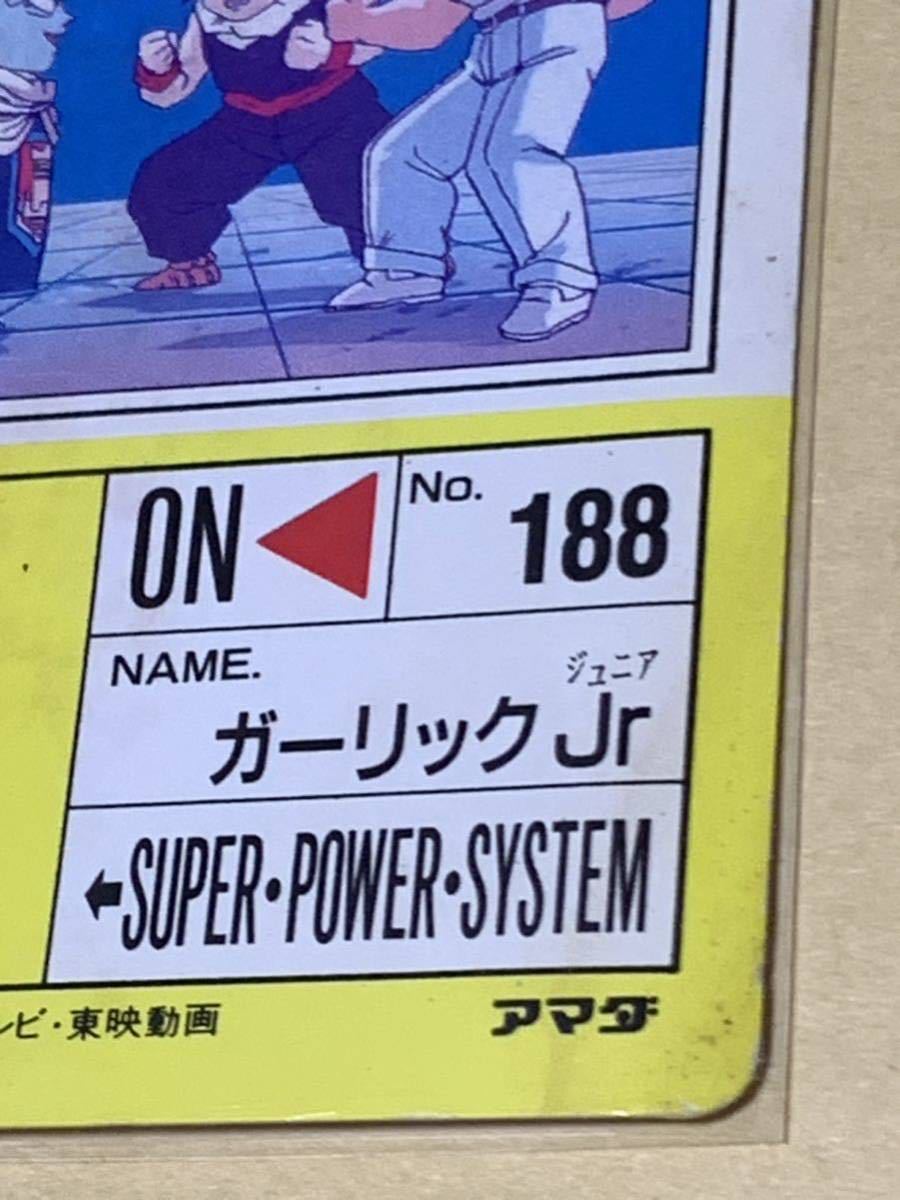 ON
No.
188
NAME.
ジュニア
ガーリックJr
←SUPER・POWER・SYSTEM
レビ・東映動画
アマダ